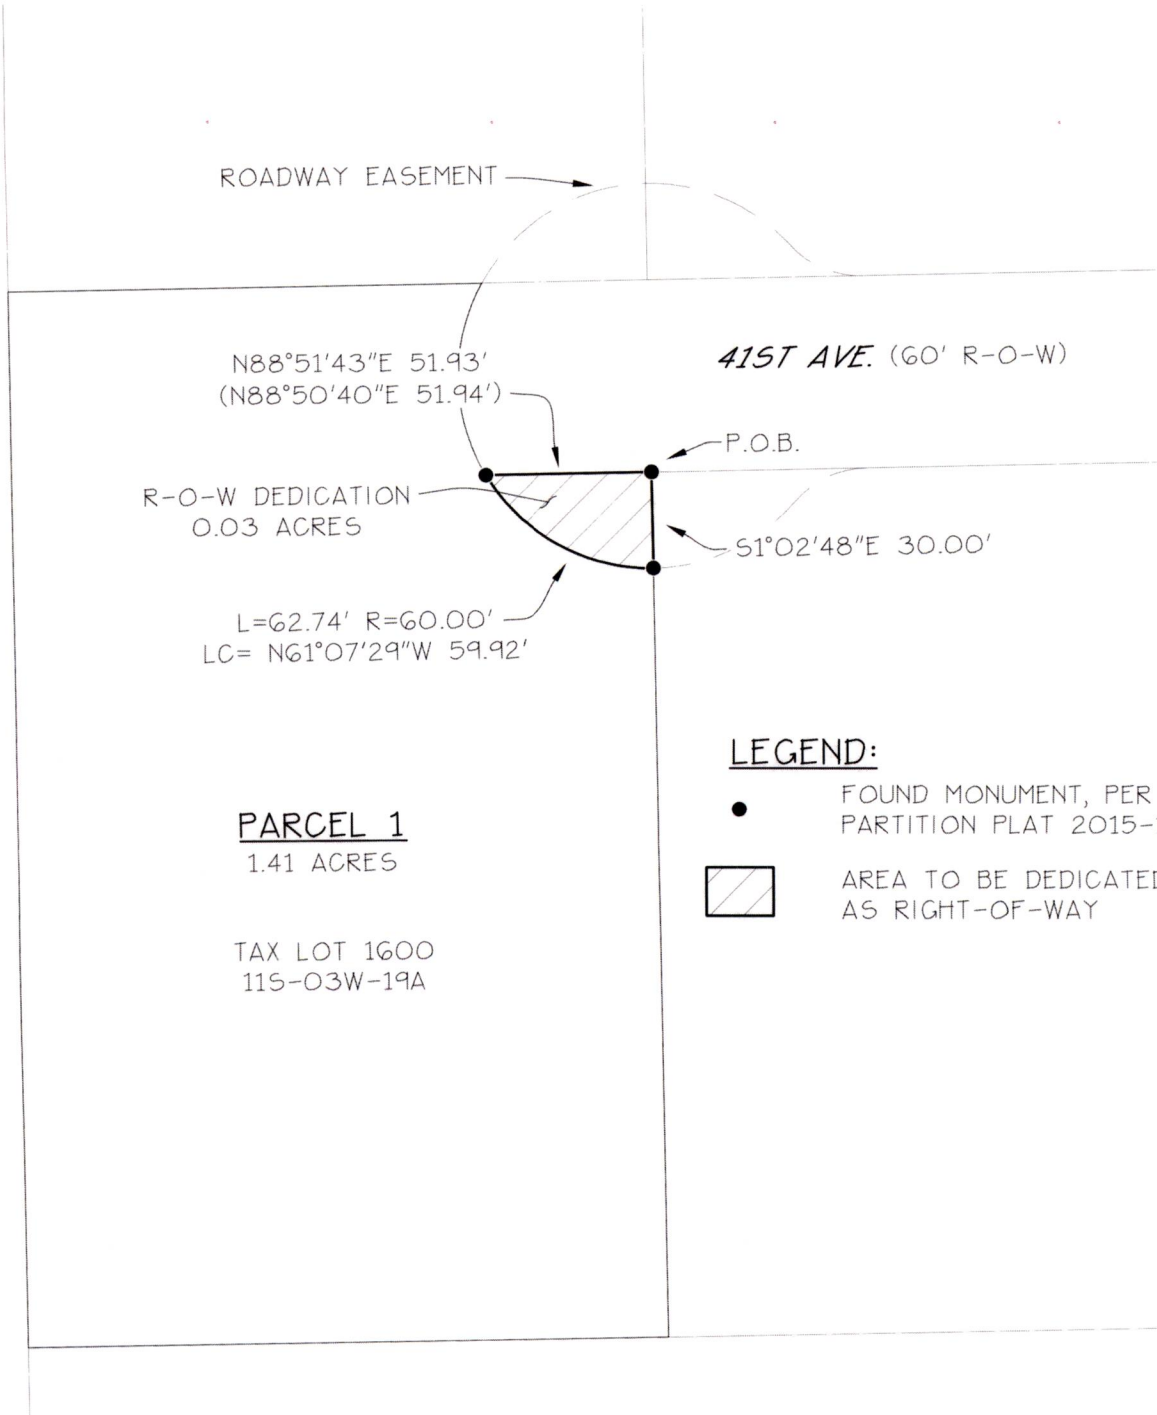 ROADWAY EASEMENT
N88°51'43"E 51.93'
(N88°50'40"E 51.94')
41ST AVE. (60' R-O-W)
P.O.B.
R-O-W DEDICATION
0.03 ACRES
S1°02'48"E 30.00'
L=62.74' R=60.00'
LC= N61°07'29"W 59.92'
LEGEND:
FOUND MONUMENT, PER
PARTITION PLAT 2015-
AREA TO BE DEDICATED
AS RIGHT-OF-WAY
PARCEL 1
1.41 ACRES
TAX LOT 1600
11S-03W-19A